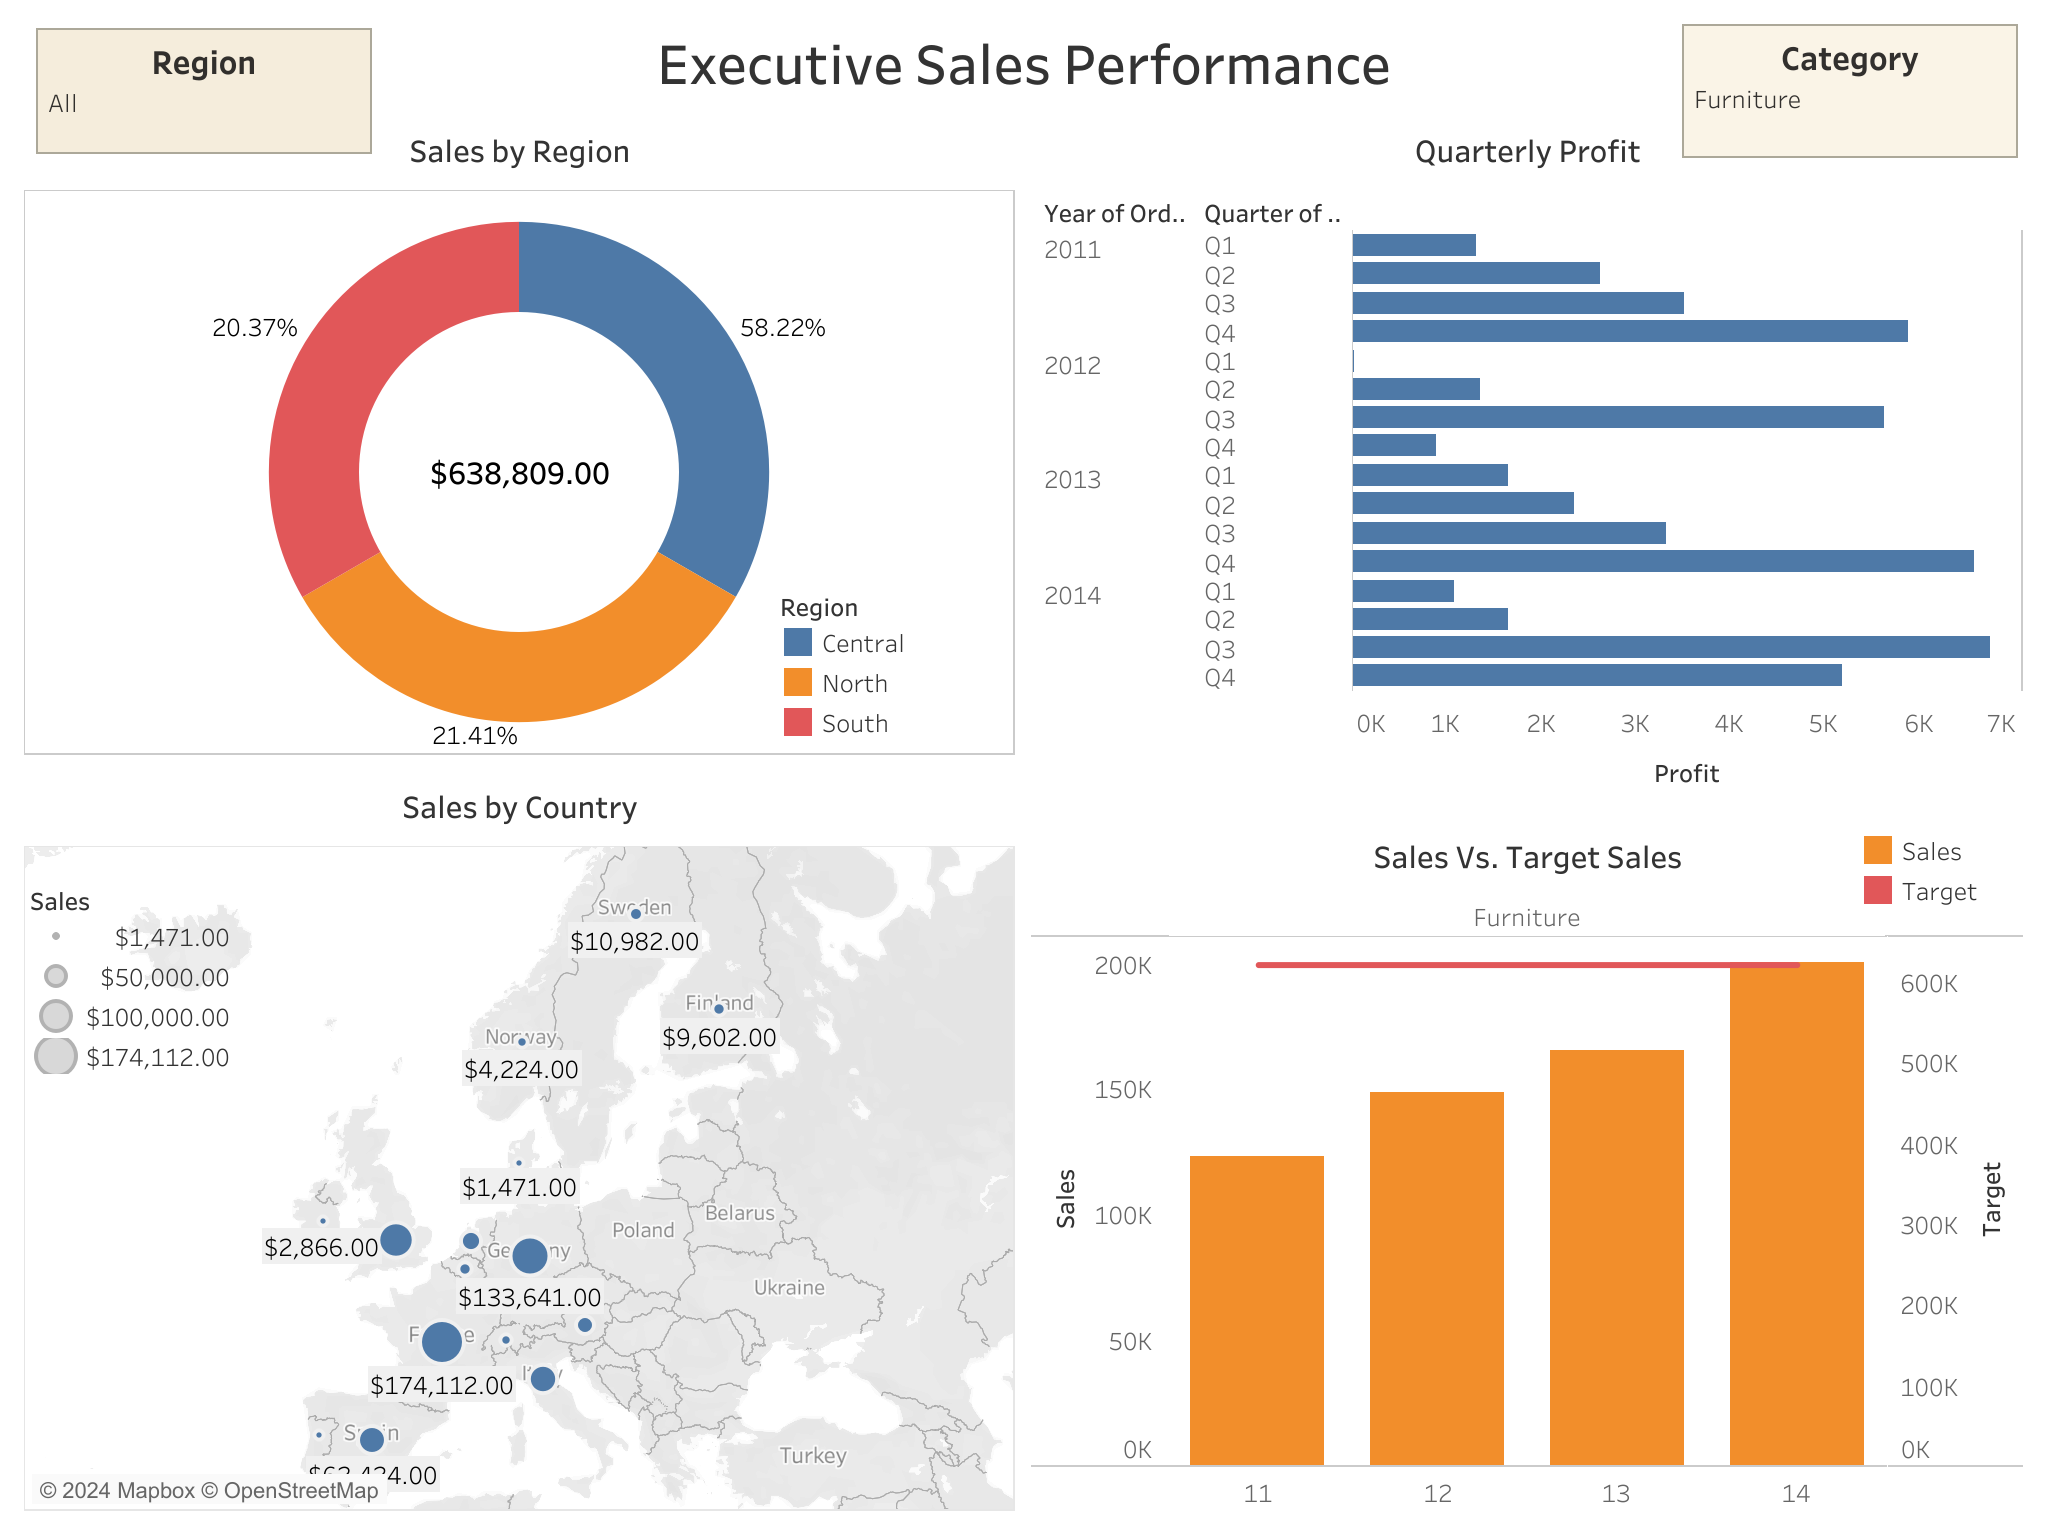 Region
All
Executive Sales Performance
Category
Furniture
Sales by Region
20.37%
58.22%
$638,809.00
21.41%
Region
Central
North
South
Quarterly Profit
Year of Ord.. Quarter of ..
2011 Q1
Q2
Q3
Q4
2012 Q1
Q2
Q3
Q4
2013 Q1
Q2
Q3
Q4
2014 Q1
Q2
Q3
Q4
0K 1K 2K 3K 4K 5K 6K 7K
Profit
Sales by Country
Sales
$1,471.00
$50,000.00
$100,000.00
$174,112.00
Sweden
$10,982.00
Finland
$9,602.00
Norway
$4,224.00
$1,471.00
Belarus
Poland
$2,866.00
Germany
$133,641.00
Ukraine
France
$174,112.00
Italy
Spain
Turkey
© 2024 Mapbox © OpenStreetMap
Sales Vs. Target Sales
Sales
Target
Furniture
200K
150K
100K
50K
0K
Sales
600K
500K
400K
300K
200K
100K
0K
Target
11 12 13 14